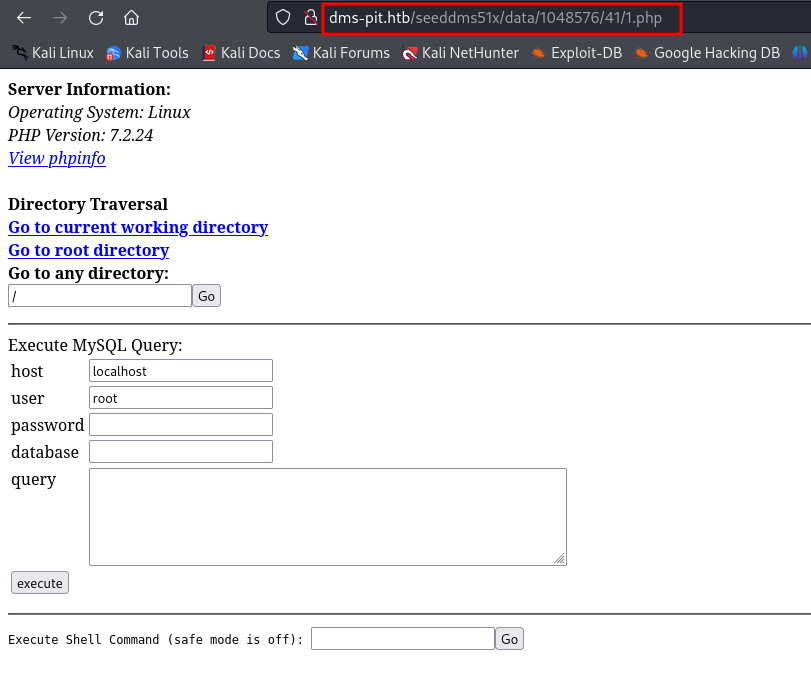 dms-pit.htb/seeddms51x/data/1048576/41/1.php
Kali Linux Kali Tools Kali Docs Kali Forums Kali NetHunter Exploit-DB Google Hacking DB
Server Information:
Operating System: Linux
PHP Version: 7.2.24
View phpinfo
Directory Traversal
Go to current working directory
Go to root directory
Go to any directory:
/ Go
Execute MySQL Query:
host localhost
user root
password
database
query
execute
Execute Shell Command (safe mode is off): Go